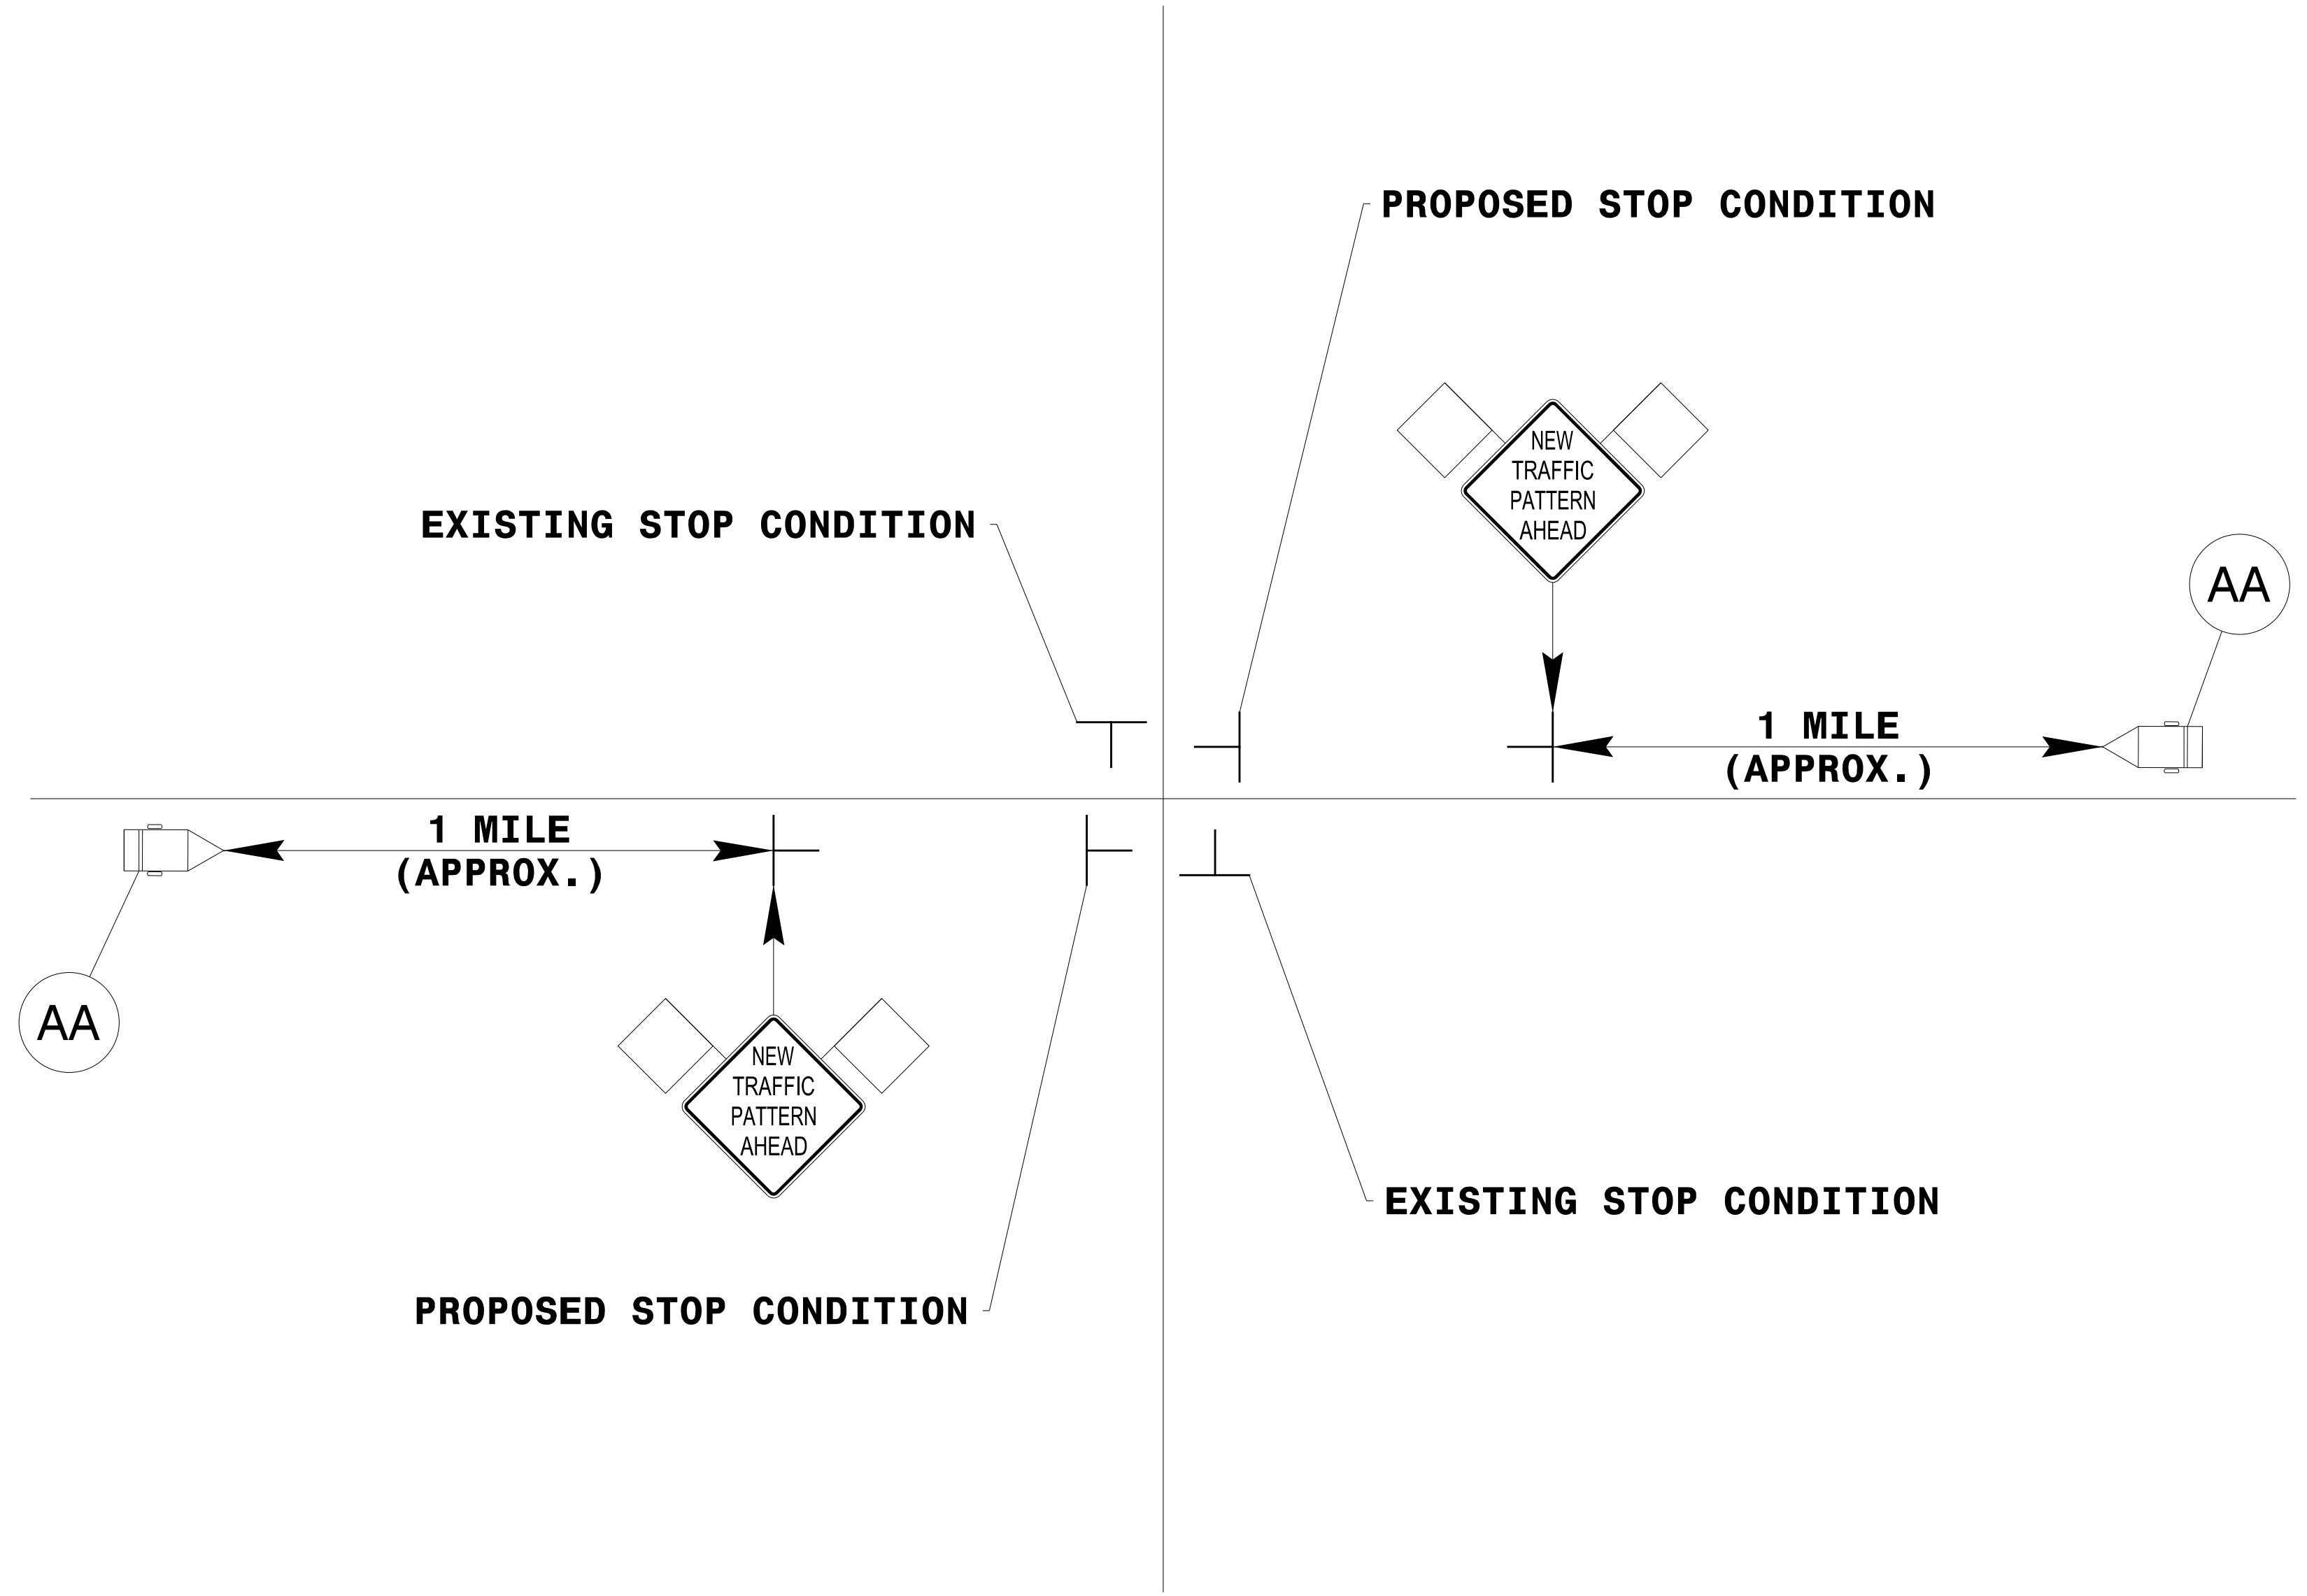 PROPOSED STOP CONDITION
NEW
TRAFFIC
PATTERN
AHEAD
EXISTING STOP CONDITION
AA
1 MILE
(APPROX.)
1 MILE
(APPROX.)
AA
NEW
TRAFFIC
PATTERN
AHEAD
EXISTING STOP CONDITION
PROPOSED STOP CONDITION